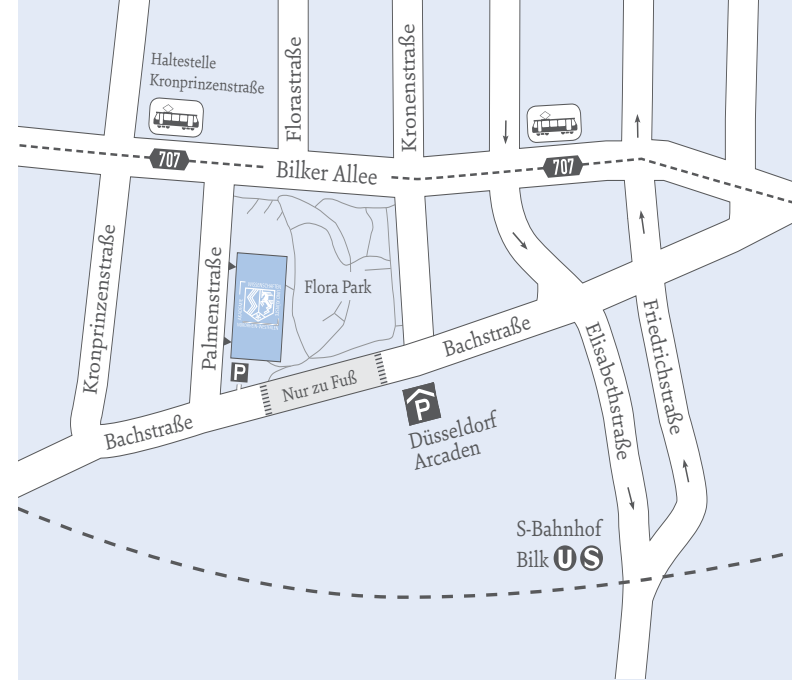 Haltestelle
Kronprinzenstraße
Florastraße
Kronenstraße
707
Bilker Allee
707
Kronprinzenstraße
Palmenstraße
Flora Park
P
Nur zu Fuß
Bachstraße
Bachstraße
P
Düsseldorf
Arcaden
Elisabethstraße
Friedrichstraße
S-Bahnhof
Bilk U S